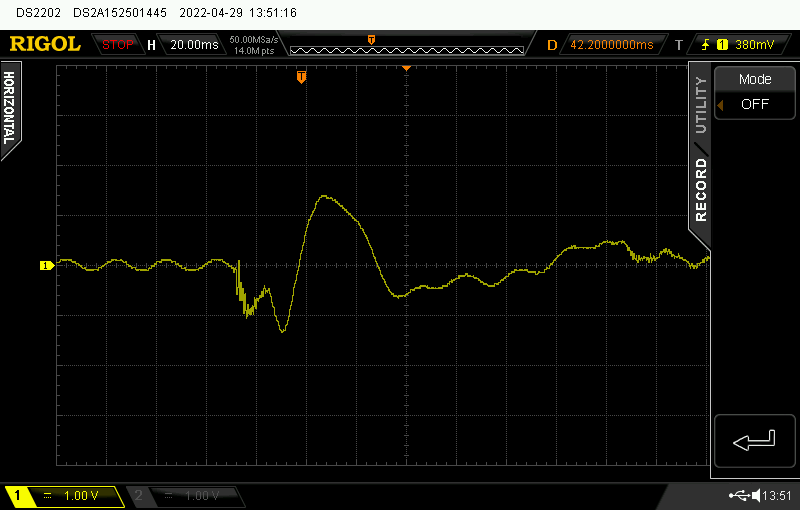 DS2202 DS2A152501445 2022-04-29 13:51:16
RIGOL STOP H 20.00ms 50.00MSa/s 14.0M pts T D 42.2000000ms T 1 380mV
HORIZONTAL
T
UTILITY
RECORD
Mode
OFF
1
1 1.00 V 2 1.00 V 13:51